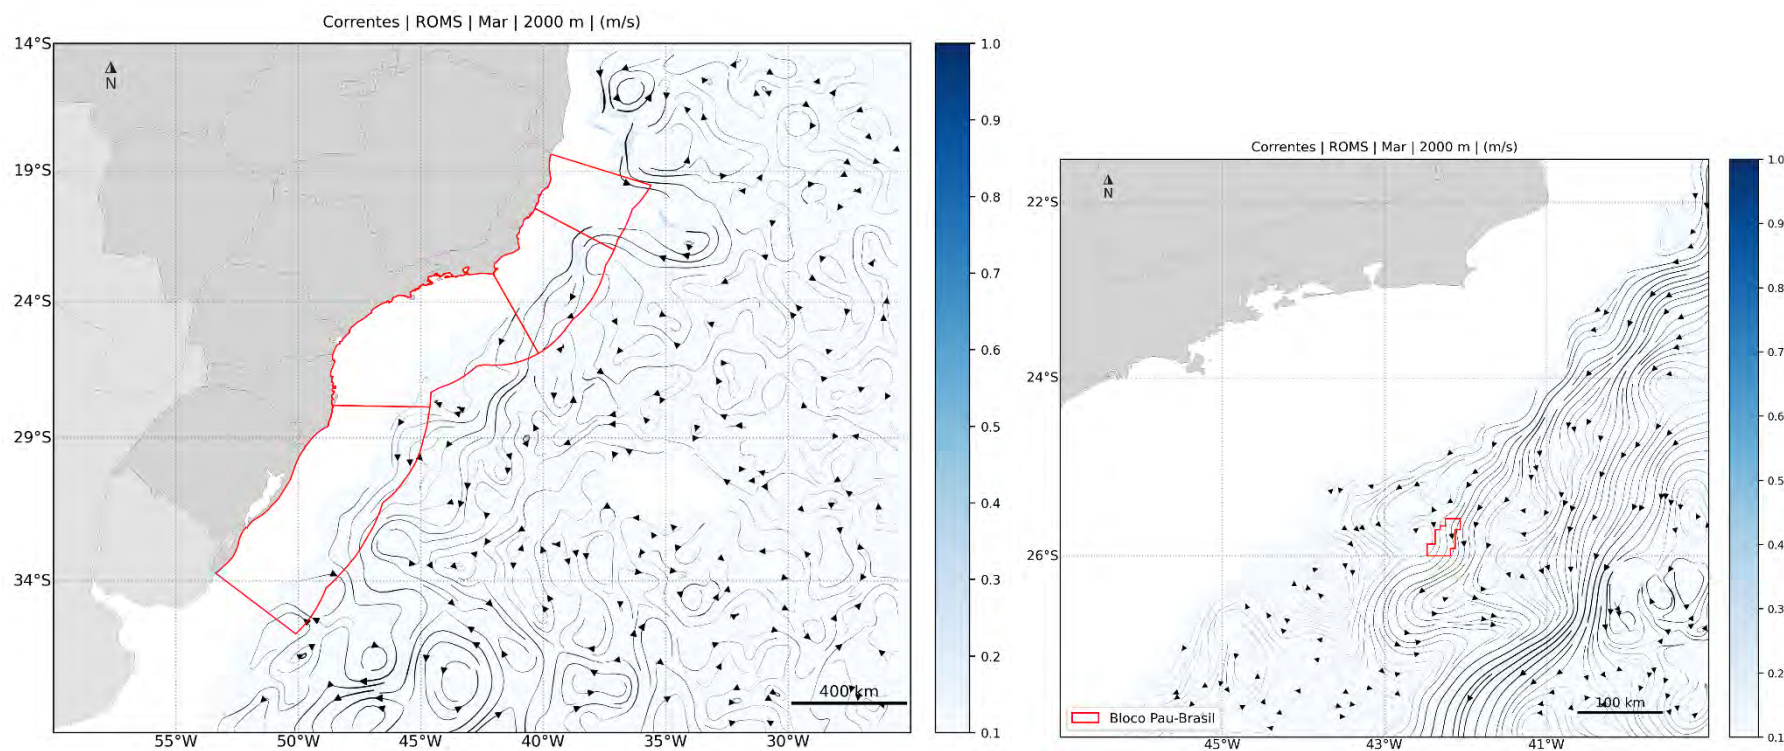 Correntes | ROMS | Mar | 2000 m | (m/s)
14°S
19°S
24°S
29°S
34°S
N
400 km
55°W
50°W
45°W
40°W
35°W
30°W
1.0
0.9
0.8
0.7
0.6
0.5
0.4
0.3
0.2
0.1
Correntes | ROMS | Mar | 2000 m | (m/s)
22°S
24°S
26°S
N
Bloco Pau-Brasil
100 km
45°W
43°W
41°W
1.0
0.9
0.8
0.7
0.6
0.5
0.4
0.3
0.2
0.1